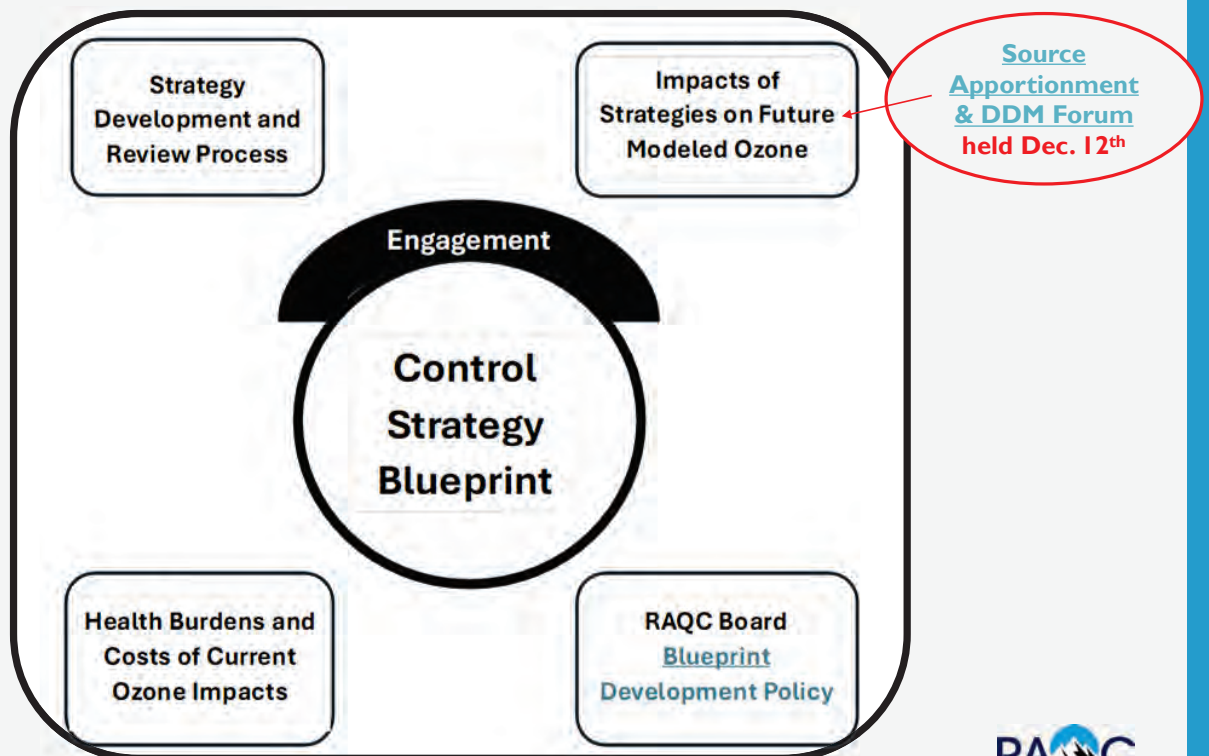 Strategy
Development and
Review Process
Impacts of
Strategies on Future
Modeled Ozone
Source
Apportionment
& DDM Forum
held Dec. 12th
Engagement
Control
Strategy
Blueprint
Health Burdens and
Costs of Current
Ozone Impacts
RAQC Board
Blueprint
Development Policy
RAQC